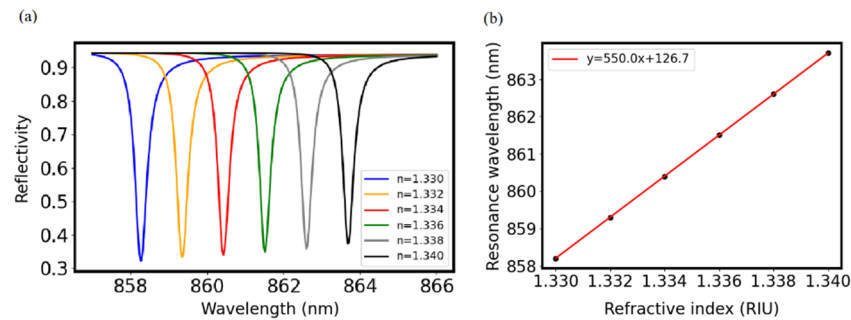 (a)
Reflectivity
0.9
0.8
0.7
0.6
0.5
0.4
0.3
n=1.330
n=1.332
n=1.334
n=1.336
n=1.338
n=1.340
858 860 862 864 866
Wavelength (nm)
(b)
Resonance wavelength (nm)
863
862
861
860
859
858
y=550.0x+126.7
1.330 1.332 1.334 1.336 1.338 1.340
Refractive index (RIU)